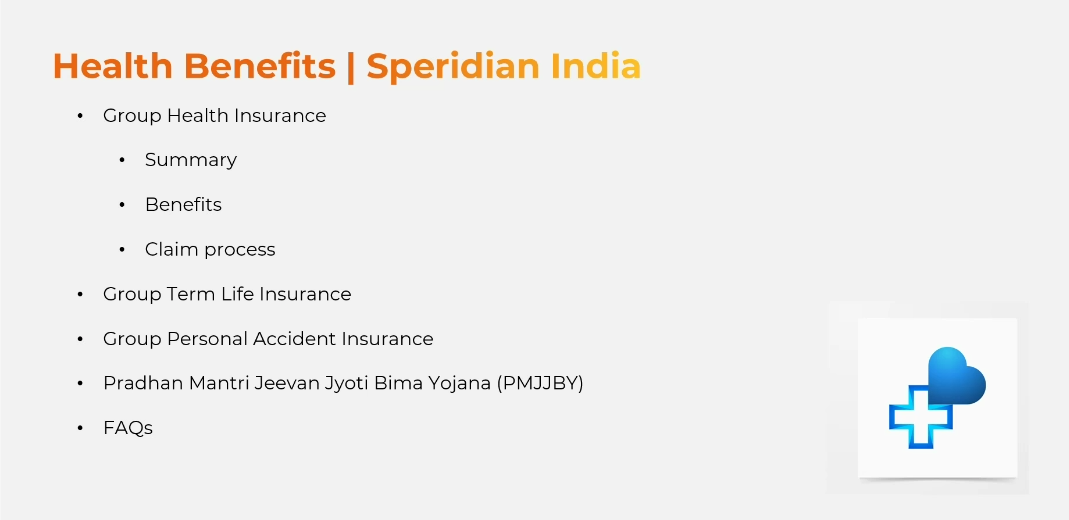 Health Benefits | Speridian India
• Group Health Insurance
• Summary
• Benefits
• Claim process
• Group Term Life Insurance
• Group Personal Accident Insurance
• Pradhan Mantri Jeevan Jyoti Bima Yojana (PMJJBY)
• FAQs